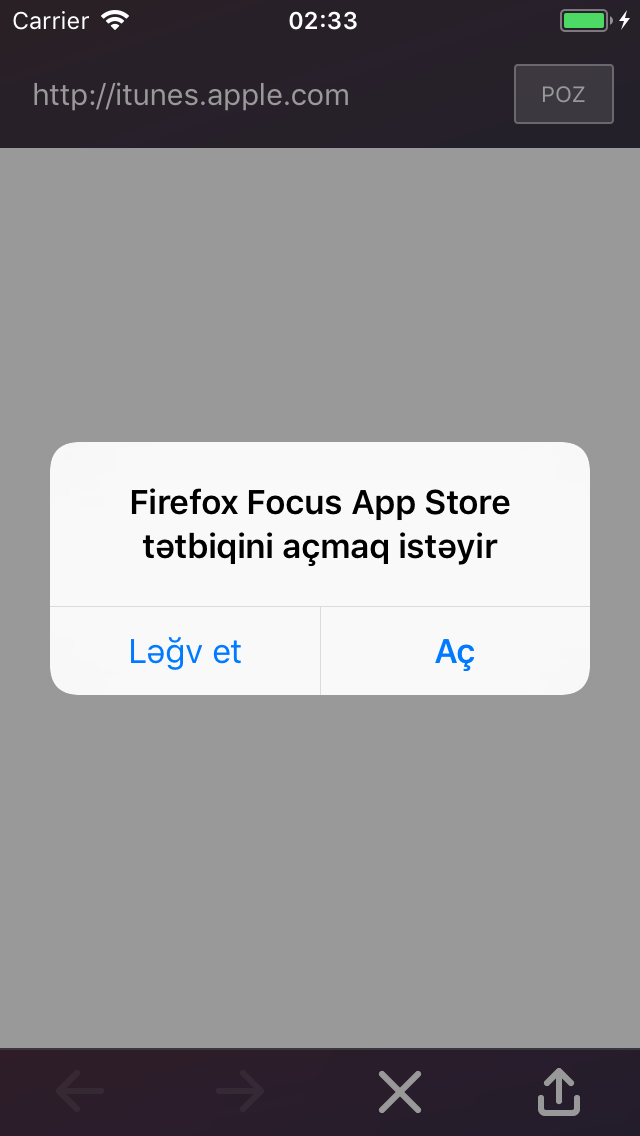 Carrier 02:33
http://itunes.apple.com POZ
Firefox Focus App Store
tətbiqini açmaq istəyir
Ləğv et Aç